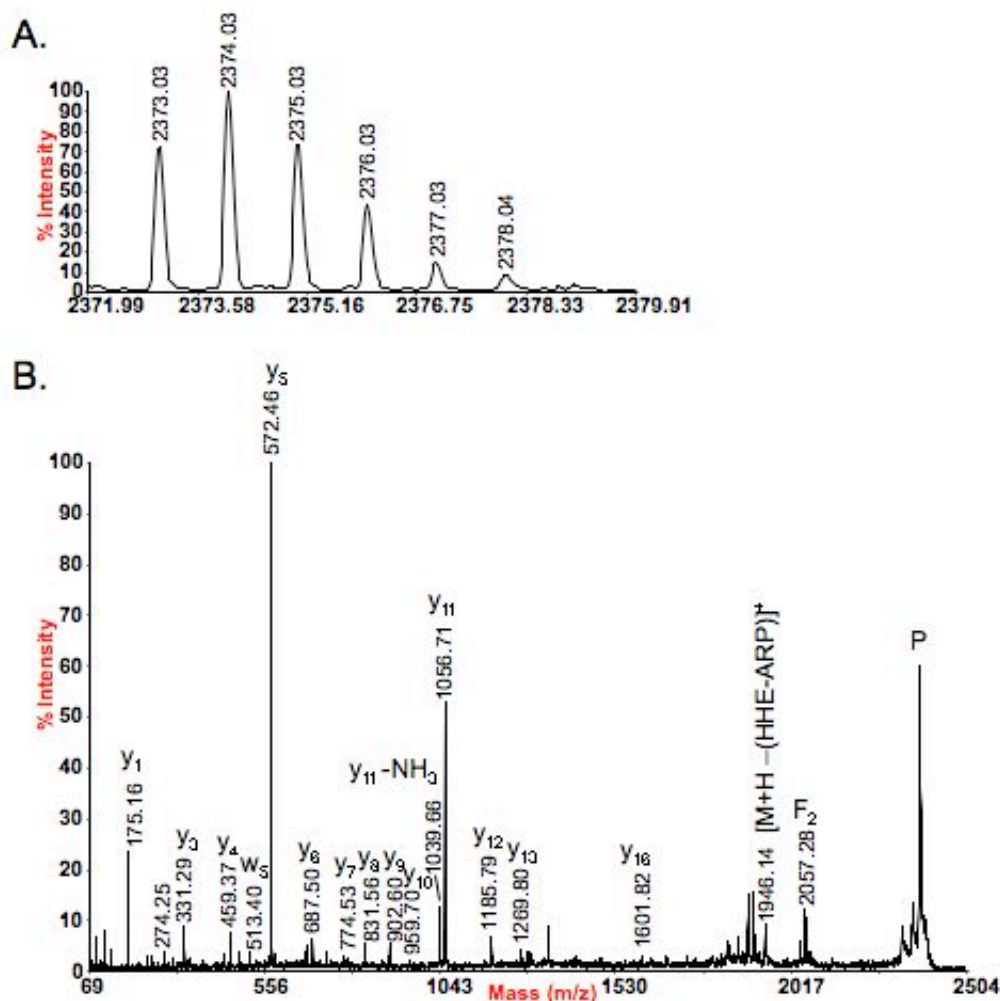 A.
% Intensity
100
90
80
70
60
50
40
30
20
10
0
2373.03
2374.03
2375.03
2376.03
2377.03
2378.04
2371.99 2373.58 2375.16 2376.75 2378.33 2379.91
B.
% Intensity
100
90
80
70
60
50
40
30
20
10
0
y1
175.16
274.25
y3
331.29
y4
459.37
w5
513.40
y5
572.46
y6
687.50
y7
774.53
y8
831.56
y9
902.60
y10
959.70
y11-NH3
1039.66
y11
1056.71
y12
1185.79
y13
1269.80
y16
1601.82
1946.14 [M+H –(HHE-ARP)]+
F2
2057.28
P
69 556 1043 1530 2017 2504
Mass (m/z)